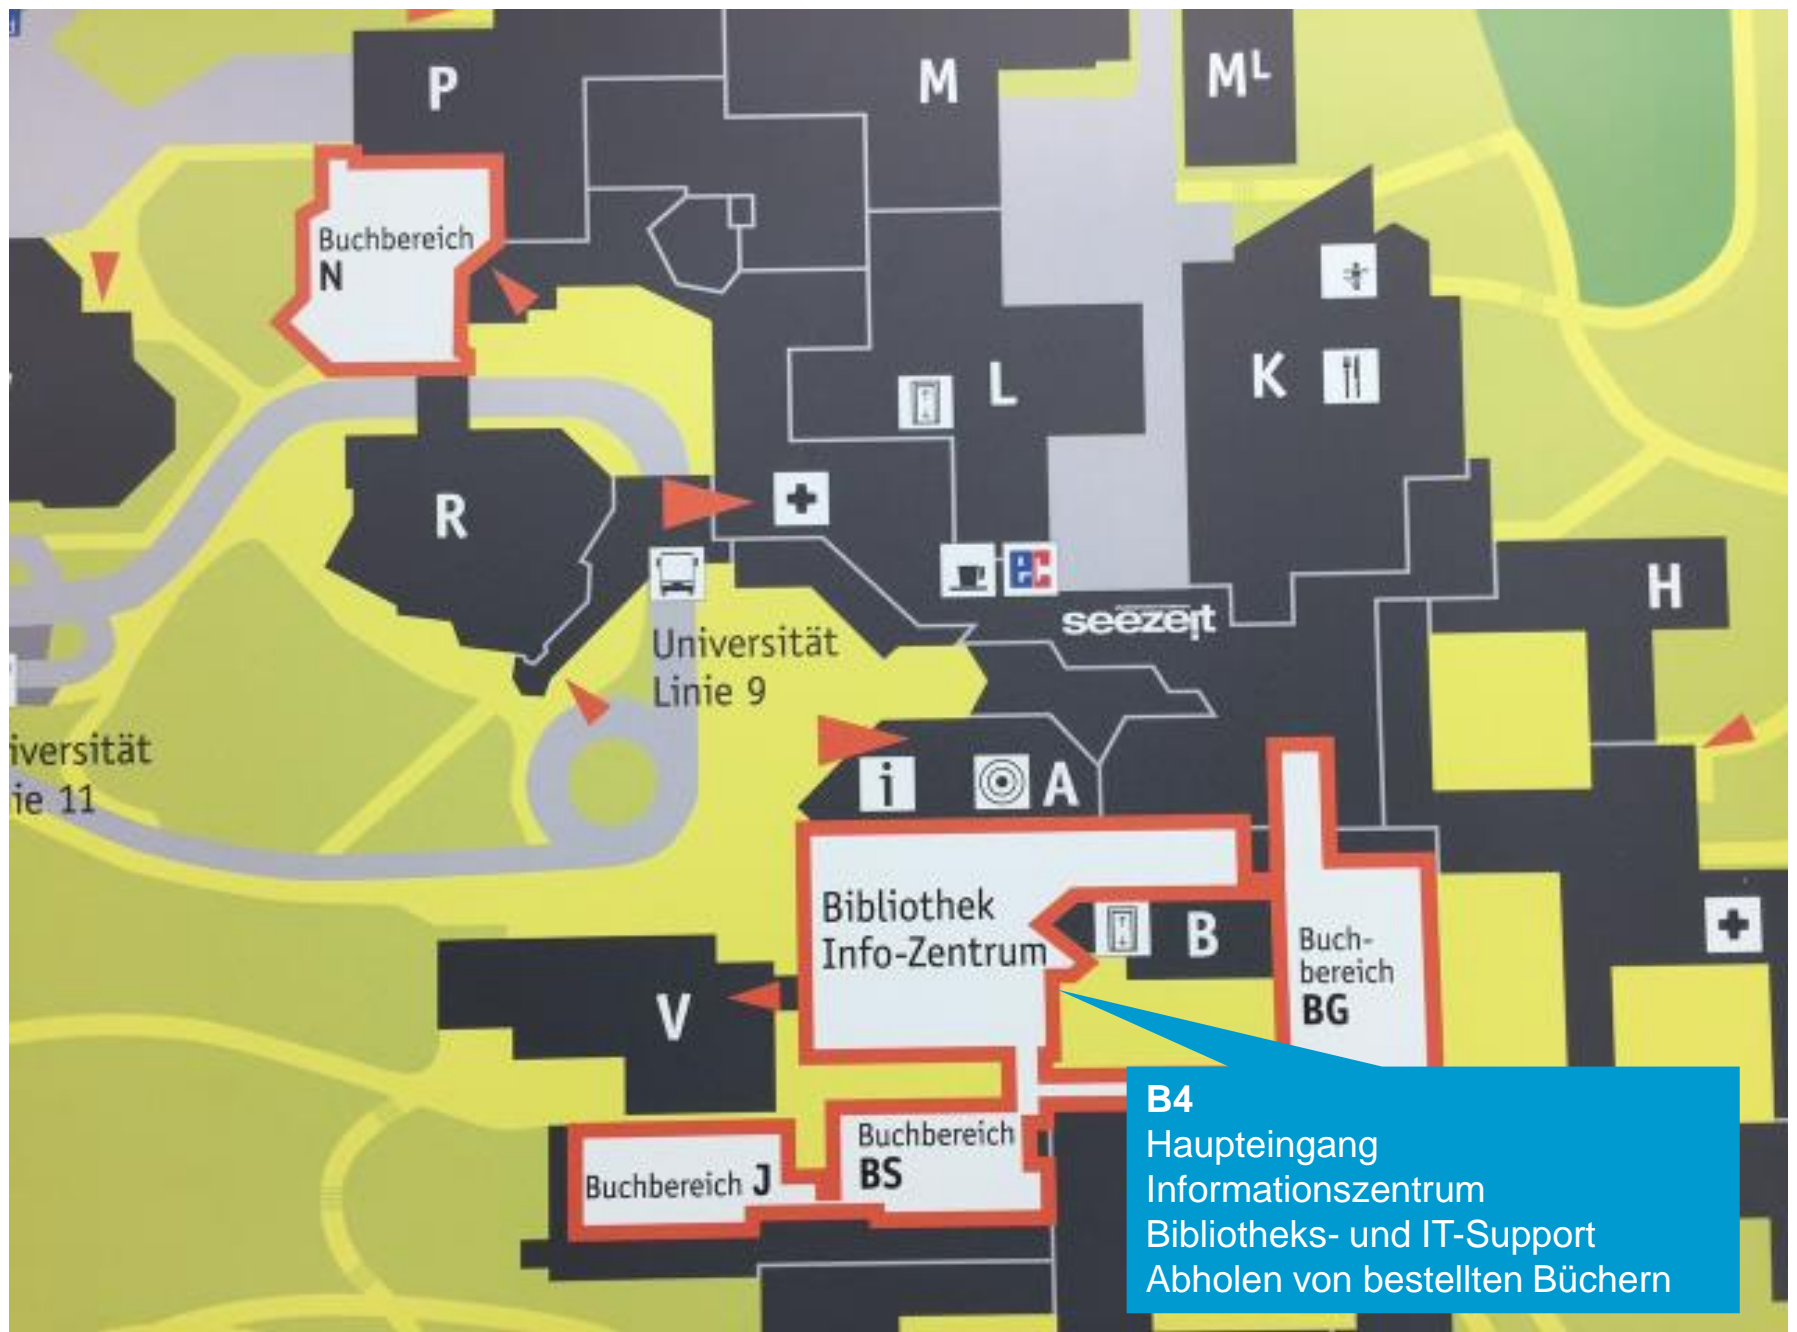 P
M
ML
Buchbereich
N
L
K
R
ec
H
seezeit
Universität
Linie 9
iversität
ie 11
i
A
Bibliothek
Info-Zentrum
B
Buch-
bereich
BG
V
Buchbereich
BS
Buchbereich J
B4
Haupteingang
Informationszentrum
Bibliotheks- und IT-Support
Abholen von bestellten Büchern